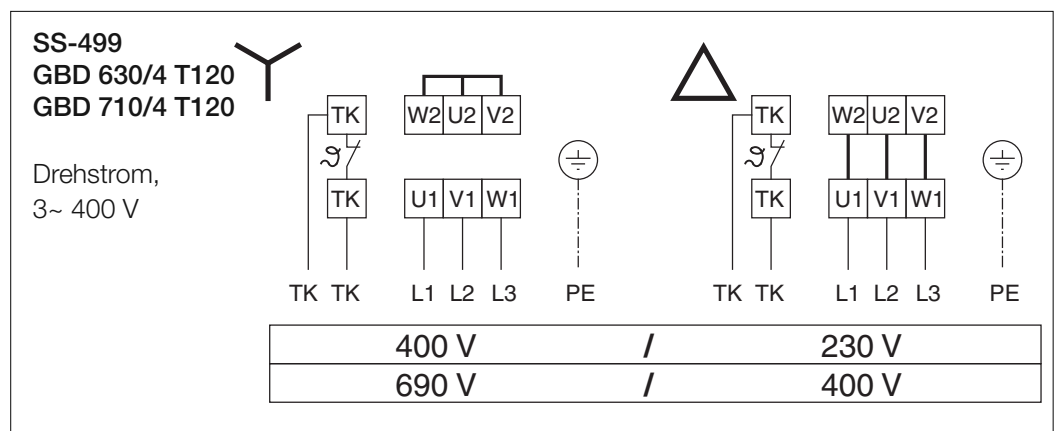 SS-499
GBD 630/4 T120
GBD 710/4 T120
Drehstrom,
3~ 400 V
TK W2 U2 V2
ϑ
TK U1 V1 W1
TK TK L1 L2 L3 PE
TK W2 U2 V2
ϑ
TK U1 V1 W1
TK TK L1 L2 L3 PE
400 V / 230 V
690 V / 400 V